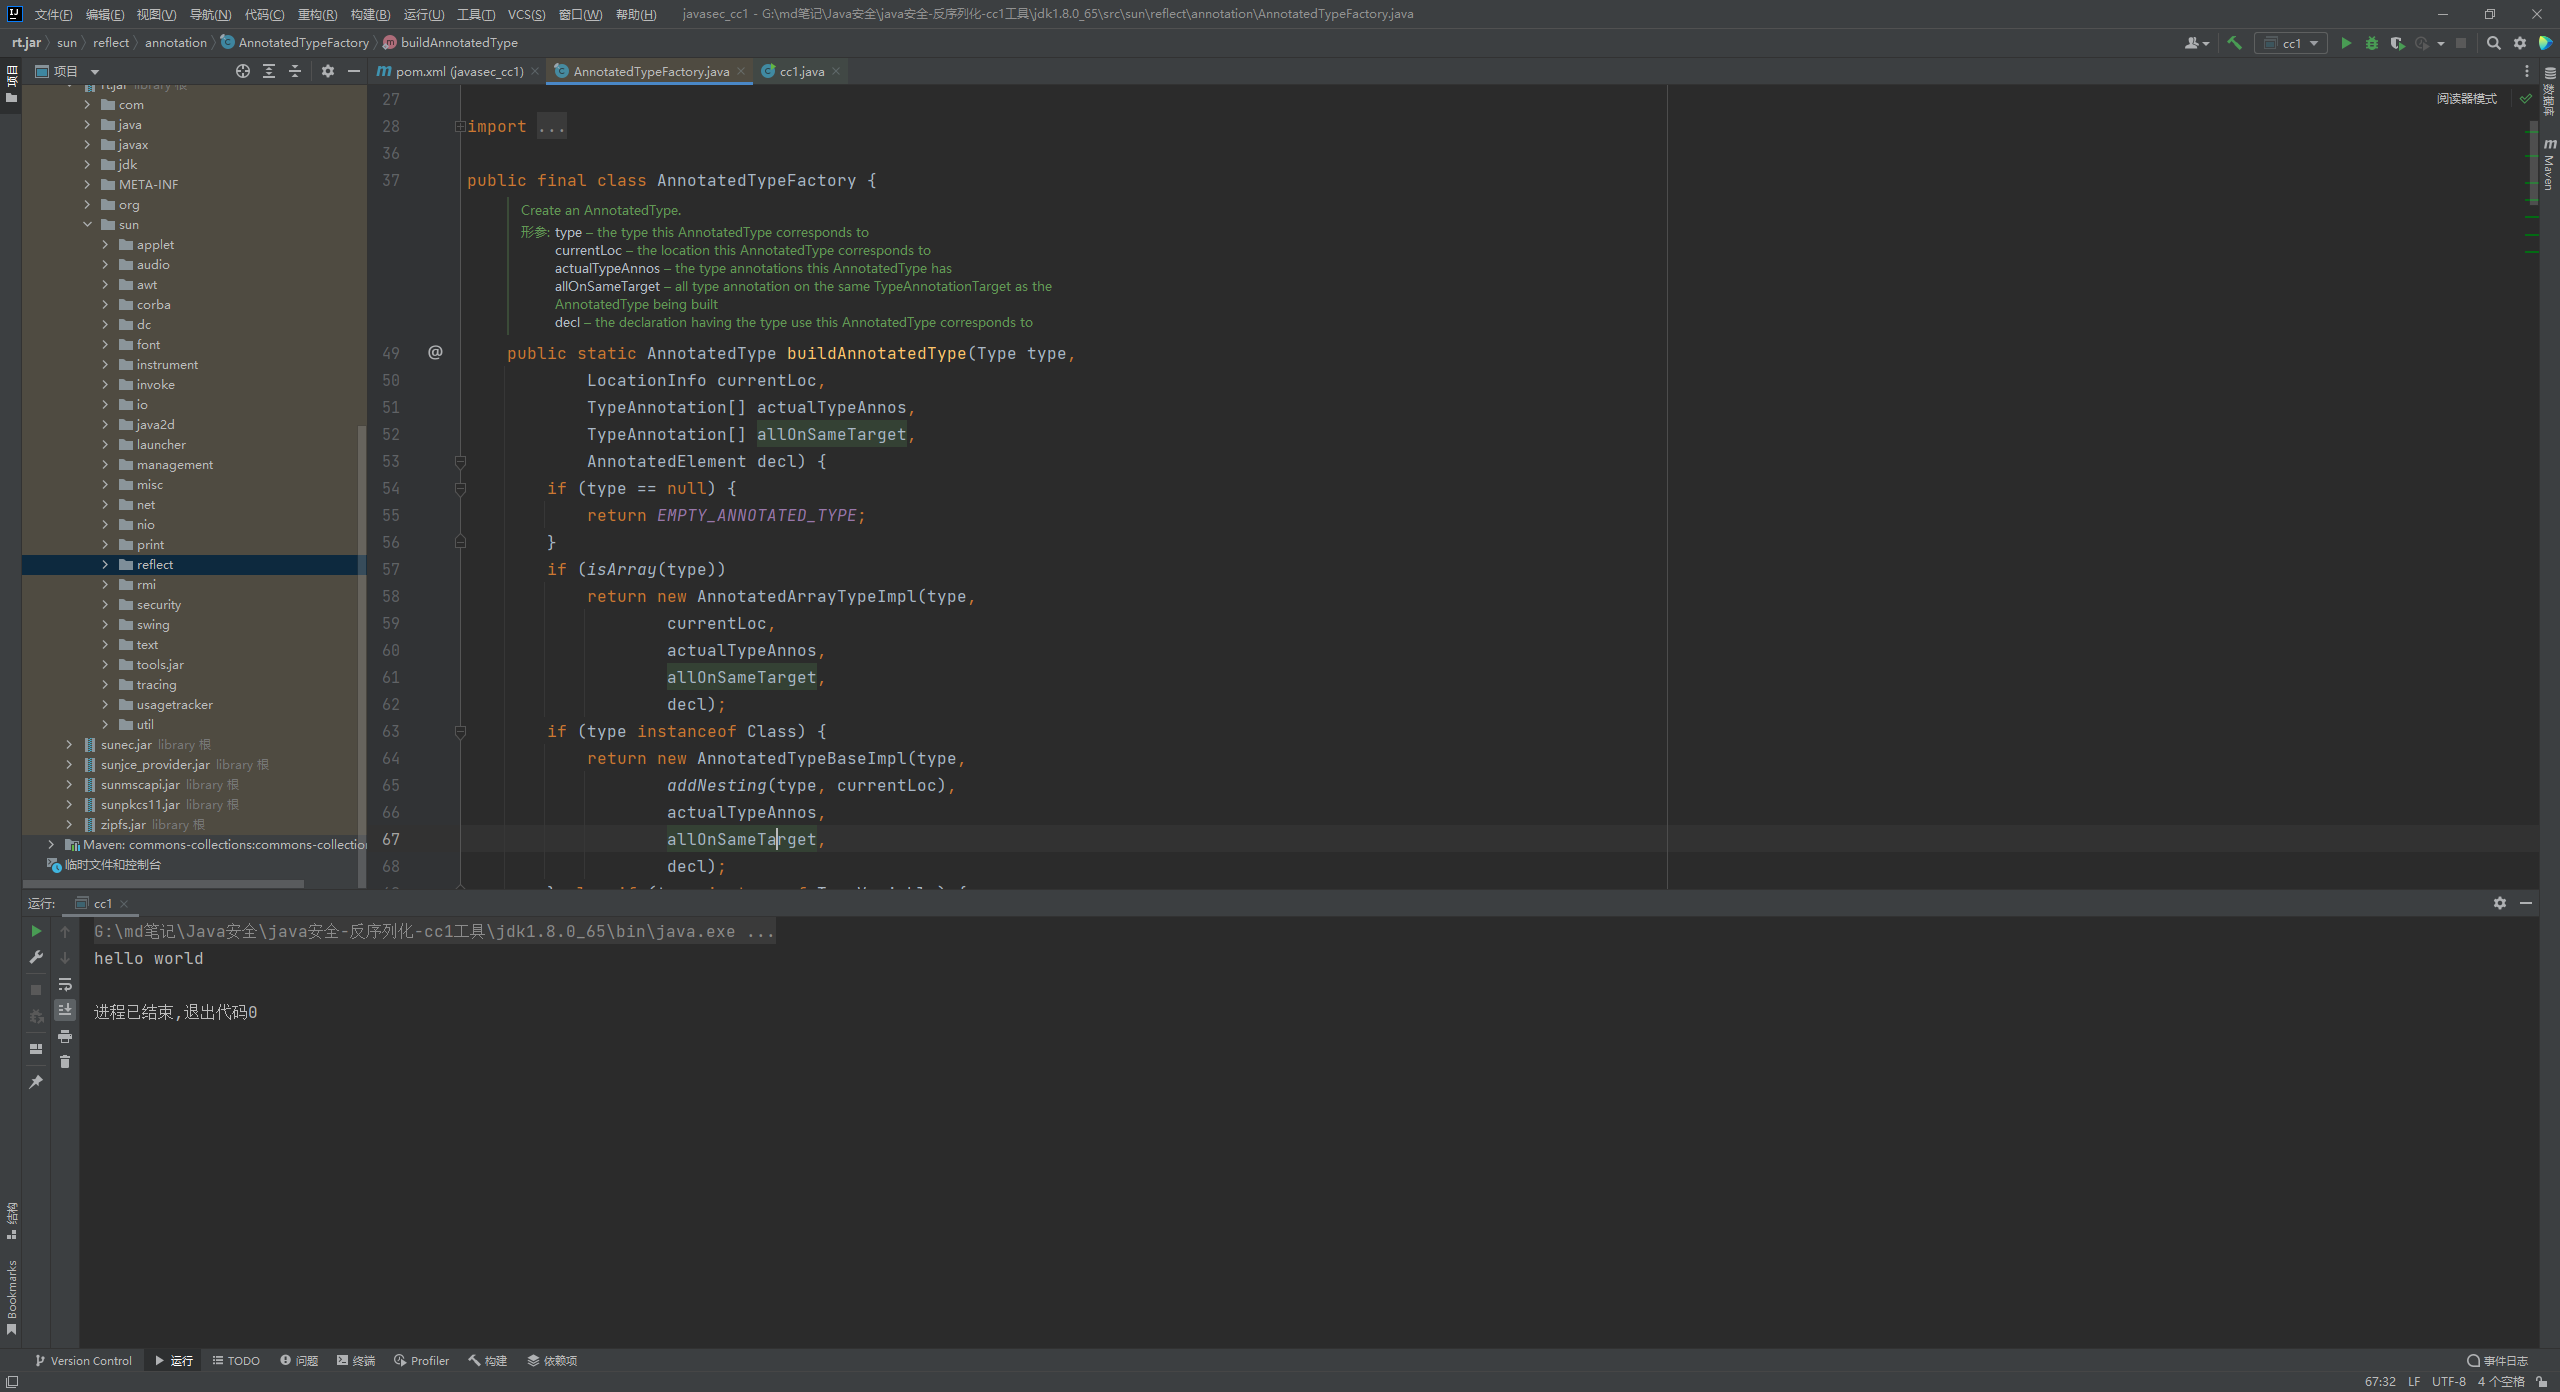 文件(F) 编辑(E) 视图(V) 导航(N) 代码(C) 重构(R) 构建(B) 运行(U) 工具(T) VCS(S) 窗口(W) 帮助(H) javasec_cc1 - G:\md笔记\Java安全\java安全-反序列化-cc1工具\jdk1.8.0_65\src\sun\reflect\annotation\AnnotatedTypeFactory.java
rt.jar sun reflect annotation AnnotatedTypeFactory buildAnnotatedType
cc1
项目
pom.xml (javasec_cc1)
AnnotatedTypeFactory.java
cc1.java
项目
rt.jar library 根
com
java
javax
jdk
META-INF
org
sun
applet
audio
awt
corba
dc
font
instrument
invoke
io
java2d
launcher
management
misc
net
nio
print
reflect
rmi
security
swing
text
tools.jar
tracing
usagetracker
util
sunec.jar library 根
sunjce_provider.jar library 根
sunmscapi.jar library 根
sunpkcs11.jar library 根
zipfs.jar library 根
Maven: commons-collections:commons-collectio
临时文件和控制台
阅读器模式
数据库
Maven
27
28 import ...
36
37 public final class AnnotatedTypeFactory {
Create an AnnotatedType.
形参: type – the type this AnnotatedType corresponds to
currentLoc – the location this AnnotatedType corresponds to
actualTypeAnnos – the type annotations this AnnotatedType has
allOnSameTarget – all type annotation on the same TypeAnnotationTarget as the
AnnotatedType being built
decl – the declaration having the type use this AnnotatedType corresponds to
49 @ public static AnnotatedType buildAnnotatedType(Type type,
50 LocationInfo currentLoc,
51 TypeAnnotation[] actualTypeAnnos,
52 TypeAnnotation[] allOnSameTarget,
53 AnnotatedElement decl) {
54 if (type == null) {
55 return EMPTY_ANNOTATED_TYPE;
56 }
57 if (isArray(type))
58 return new AnnotatedArrayTypeImpl(type,
59 currentLoc,
60 actualTypeAnnos,
61 allOnSameTarget,
62 decl);
63 if (type instanceof Class) {
64 return new AnnotatedTypeBaseImpl(type,
65 addNesting(type, currentLoc),
66 actualTypeAnnos,
67 allOnSameTarget,
68 decl);
运行: cc1
G:\md笔记\Java安全\java安全-反序列化-cc1工具\jdk1.8.0_65\bin\java.exe ...
hello world
进程已结束,退出代码0
结构
Bookmarks
Version Control 运行 TODO 问题 终端 Profiler 构建 依赖项 事件日志
67:32 LF UTF-8 4 个空格